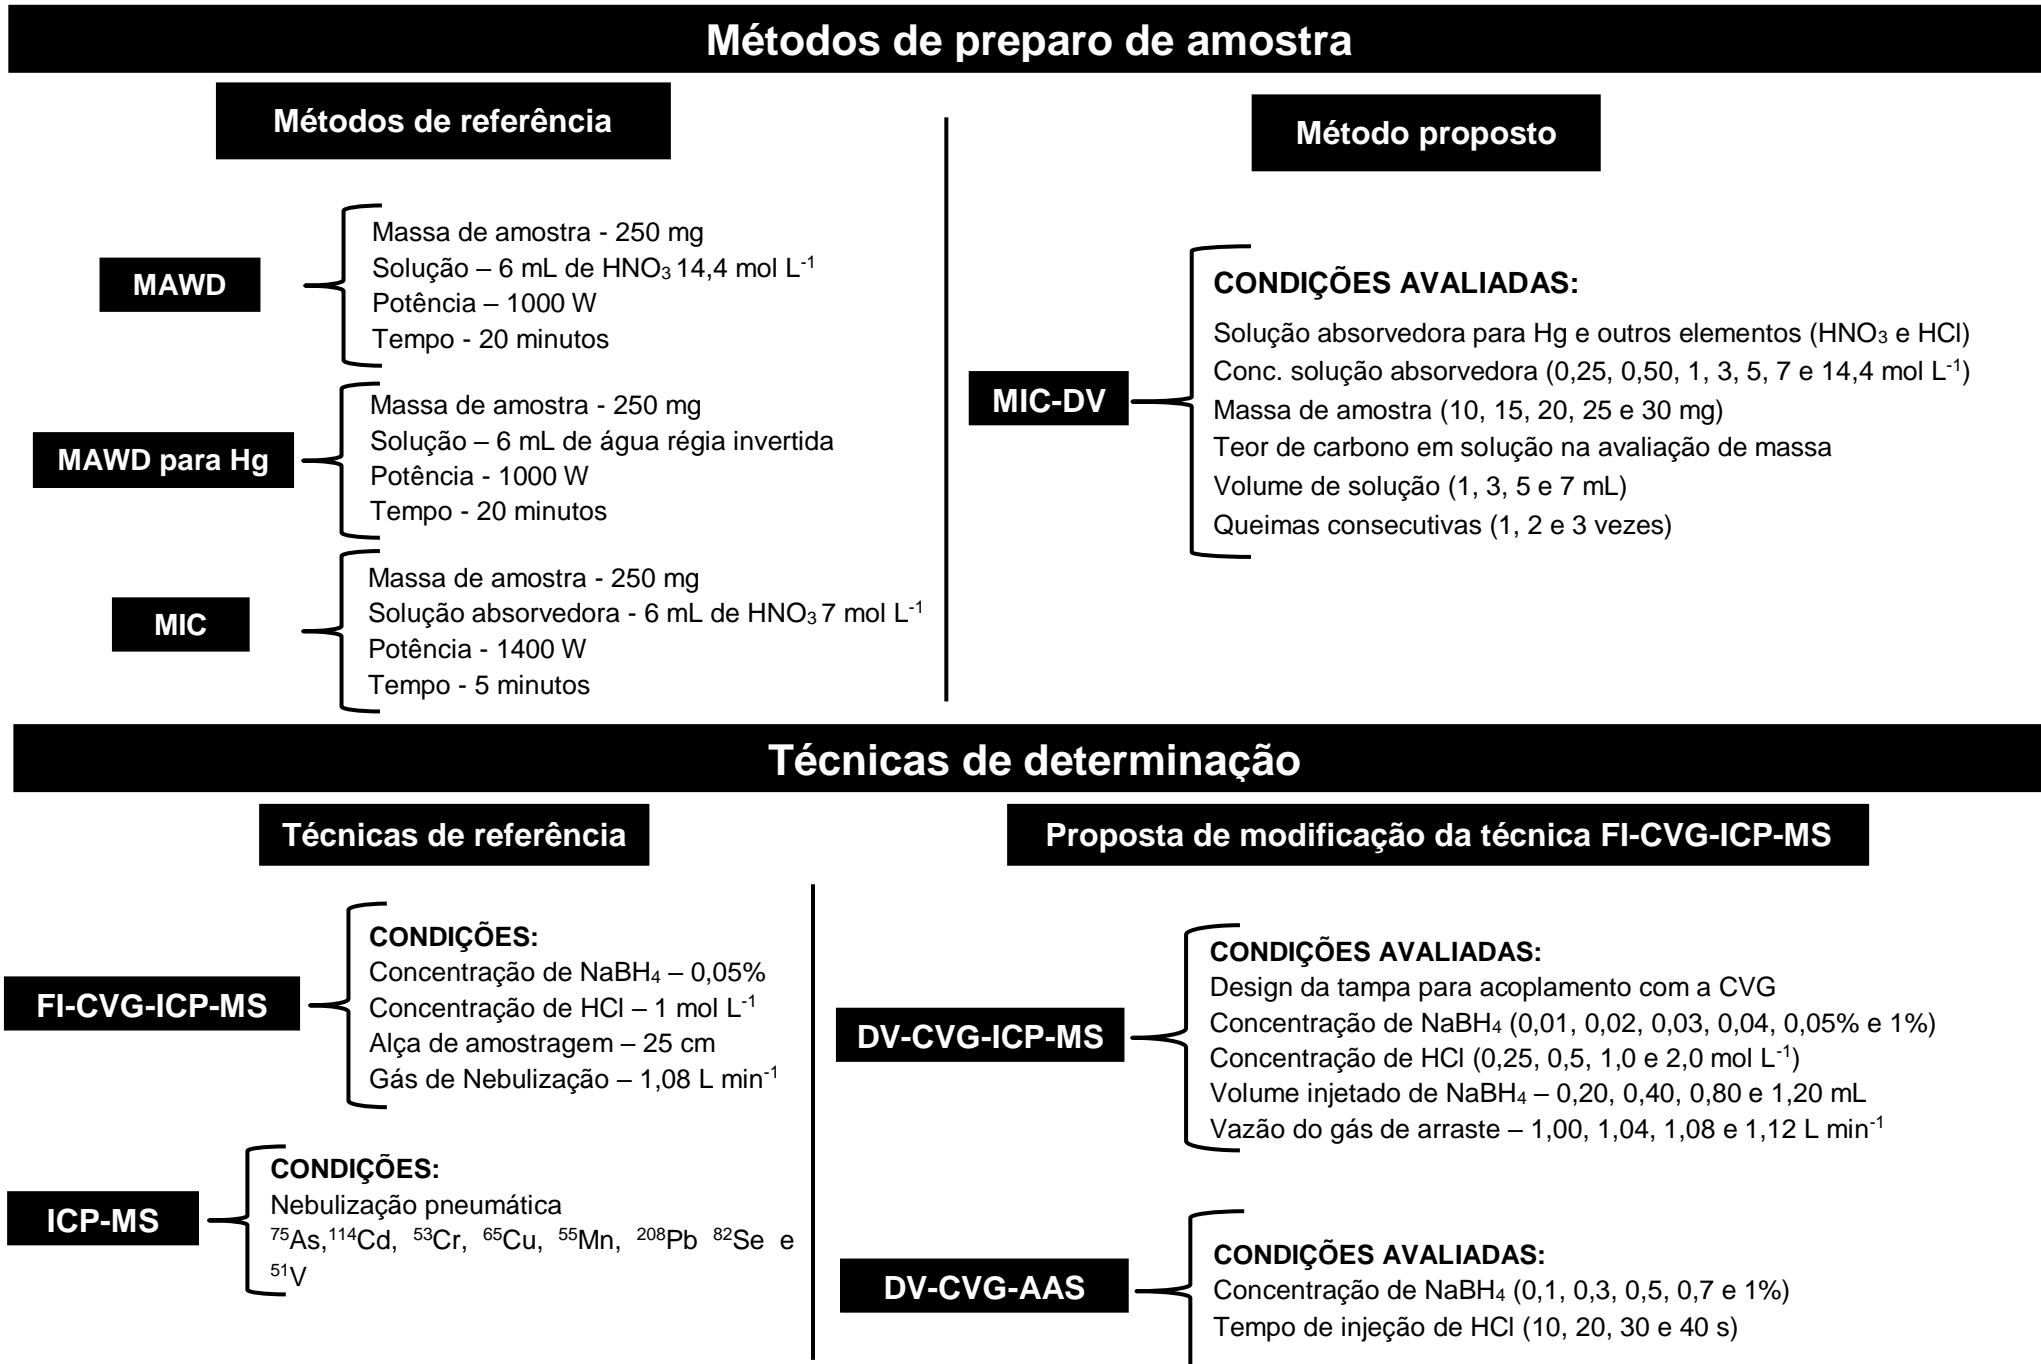 Métodos de preparo de amostra
Métodos de referência
MAWD
Massa de amostra - 250 mg
Solução – 6 mL de HNO₃ 14,4 mol L⁻¹
Potência – 1000 W
Tempo - 20 minutos
MAWD para Hg
Massa de amostra - 250 mg
Solução – 6 mL de água régia invertida
Potência - 1000 W
Tempo - 20 minutos
MIC
Massa de amostra - 250 mg
Solução absorvedora - 6 mL de HNO₃ 7 mol L⁻¹
Potência - 1400 W
Tempo - 5 minutos
Método proposto
MIC-DV
CONDIÇÕES AVALIADAS:
Solução absorvedora para Hg e outros elementos (HNO₃ e HCl)
Conc. solução absorvedora (0,25, 0,50, 1, 3, 5, 7 e 14,4 mol L⁻¹)
Massa de amostra (10, 15, 20, 25 e 30 mg)
Teor de carbono em solução na avaliação de massa
Volume de solução (1, 3, 5 e 7 mL)
Queimas consecutivas (1, 2 e 3 vezes)
Técnicas de determinação
Técnicas de referência
FI-CVG-ICP-MS
CONDIÇÕES:
Concentração de NaBH₄ – 0,05%
Concentração de HCl – 1 mol L⁻¹
Alça de amostragem – 25 cm
Gás de Nebulização – 1,08 L min⁻¹
ICP-MS
CONDIÇÕES:
Nebulização pneumática
⁷⁵As,¹¹⁴Cd, ⁵³Cr, ⁶⁵Cu, ⁵⁵Mn, ²⁰⁸Pb ⁸²Se e
⁵¹V
Proposta de modificação da técnica FI-CVG-ICP-MS
DV-CVG-ICP-MS
CONDIÇÕES AVALIADAS:
Design da tampa para acoplamento com a CVG
Concentração de NaBH₄ (0,01, 0,02, 0,03, 0,04, 0,05% e 1%)
Concentração de HCl (0,25, 0,5, 1,0 e 2,0 mol L⁻¹)
Volume injetado de NaBH₄ – 0,20, 0,40, 0,80 e 1,20 mL
Vazão do gás de arraste – 1,00, 1,04, 1,08 e 1,12 L min⁻¹
DV-CVG-AAS
CONDIÇÕES AVALIADAS:
Concentração de NaBH₄ (0,1, 0,3, 0,5, 0,7 e 1%)
Tempo de injeção de HCl (10, 20, 30 e 40 s)